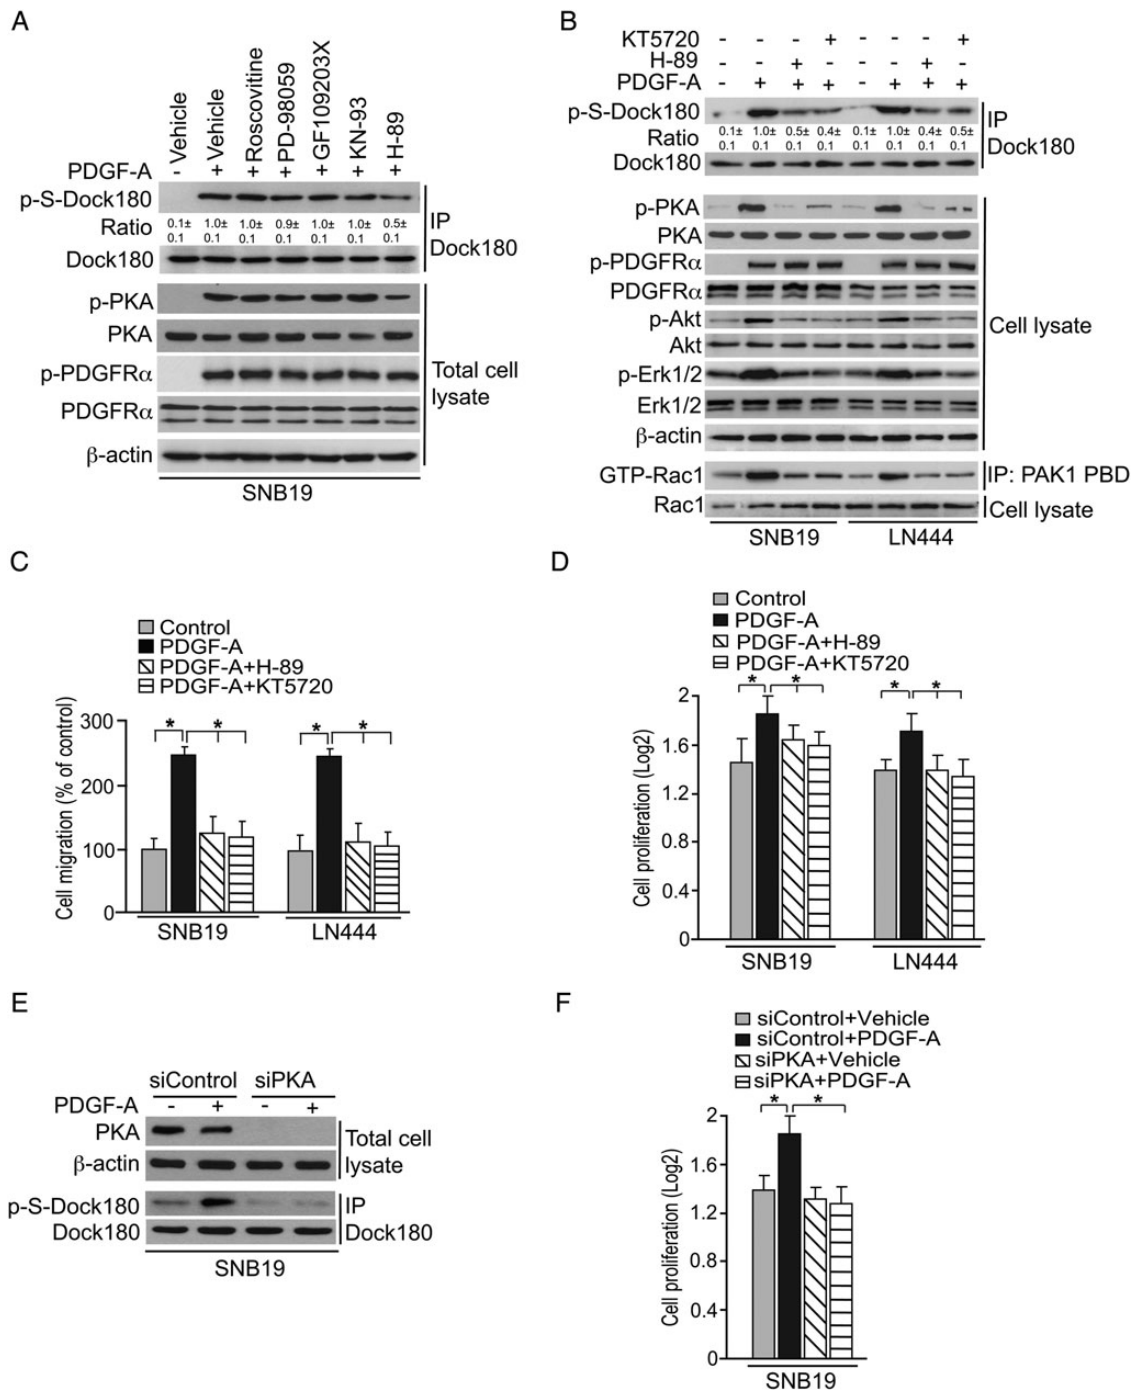 A
Vehicle
Vehicle
Roscovitine
PD-98059
GF109203X
KN-93
H-89
PDGF-A - + + + + + +
p-S-Dock180
Ratio 0.1± 1.0± 1.0± 0.9± 1.0± 1.0± 0.5±
0.1 0.1 0.1 0.1 0.1 0.1 0.1
Dock180
IP
Dock180
p-PKA
PKA
p-PDGFRα
PDGFRα
β-actin
Total cell
lysate
SNB19
B
KT5720 - - - + - - - +
H-89 - - + - - - + -
PDGF-A - + + + - + + +
p-S-Dock180
Ratio 0.1± 1.0± 0.5± 0.4± 0.1± 1.0± 0.4± 0.5±
0.1 0.1 0.1 0.1 0.1 0.1 0.1 0.1
Dock180
IP
Dock180
p-PKA
PKA
p-PDGFRα
PDGFRα
p-Akt
Akt
p-Erk1/2
Erk1/2
β-actin
Cell lysate
GTP-Rac1 IP: PAK1 PBD
Rac1 Cell lysate
SNB19 LN444
C
Control
PDGF-A
PDGF-A+H-89
PDGF-A+KT5720
Cell migration (% of control)
300
200
100
0
* * * *
SNB19 LN444
D
Control
PDGF-A
PDGF-A+H-89
PDGF-A+KT5720
Cell proliferation (Log2)
2
1.6
1.2
0.8
0.4
0
* * * *
SNB19 LN444
E
siControl siPKA
PDGF-A - + - +
PKA
β-actin
Total cell
lysate
p-S-Dock180
Dock180
IP
Dock180
SNB19
F
siControl+Vehicle
siControl+PDGF-A
siPKA+Vehicle
siPKA+PDGF-A
Cell proliferation (Log2)
2
1.6
1.2
0.8
0.4
0
* *
SNB19